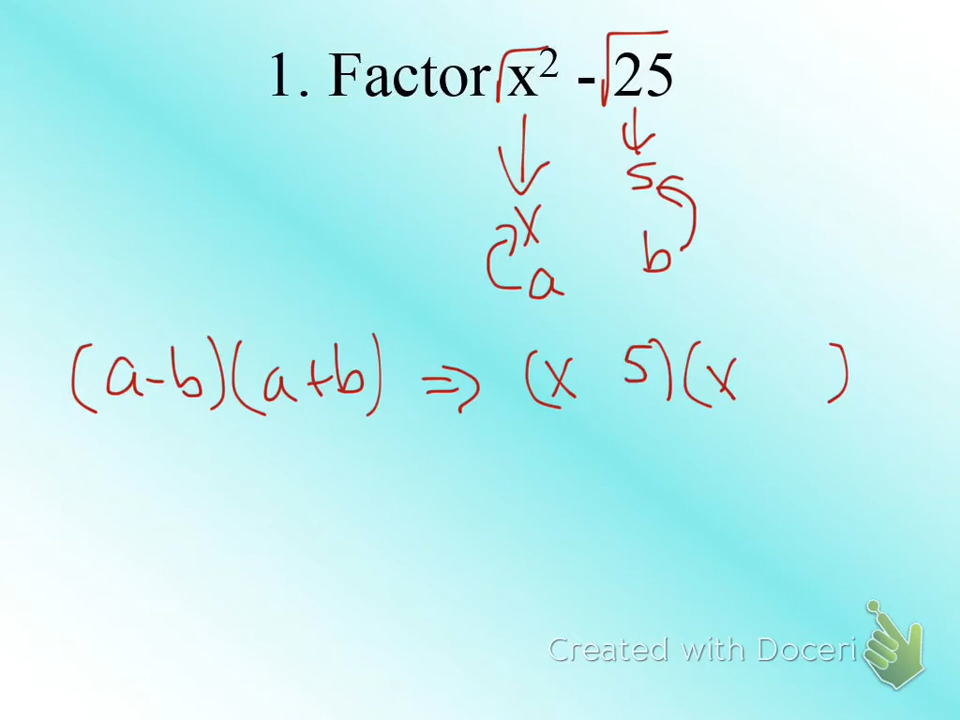 1. Factor √x² - √25
x 5
a b
(a-b)(a+b) ⇒ (x 5)(x )
Created with Doceri